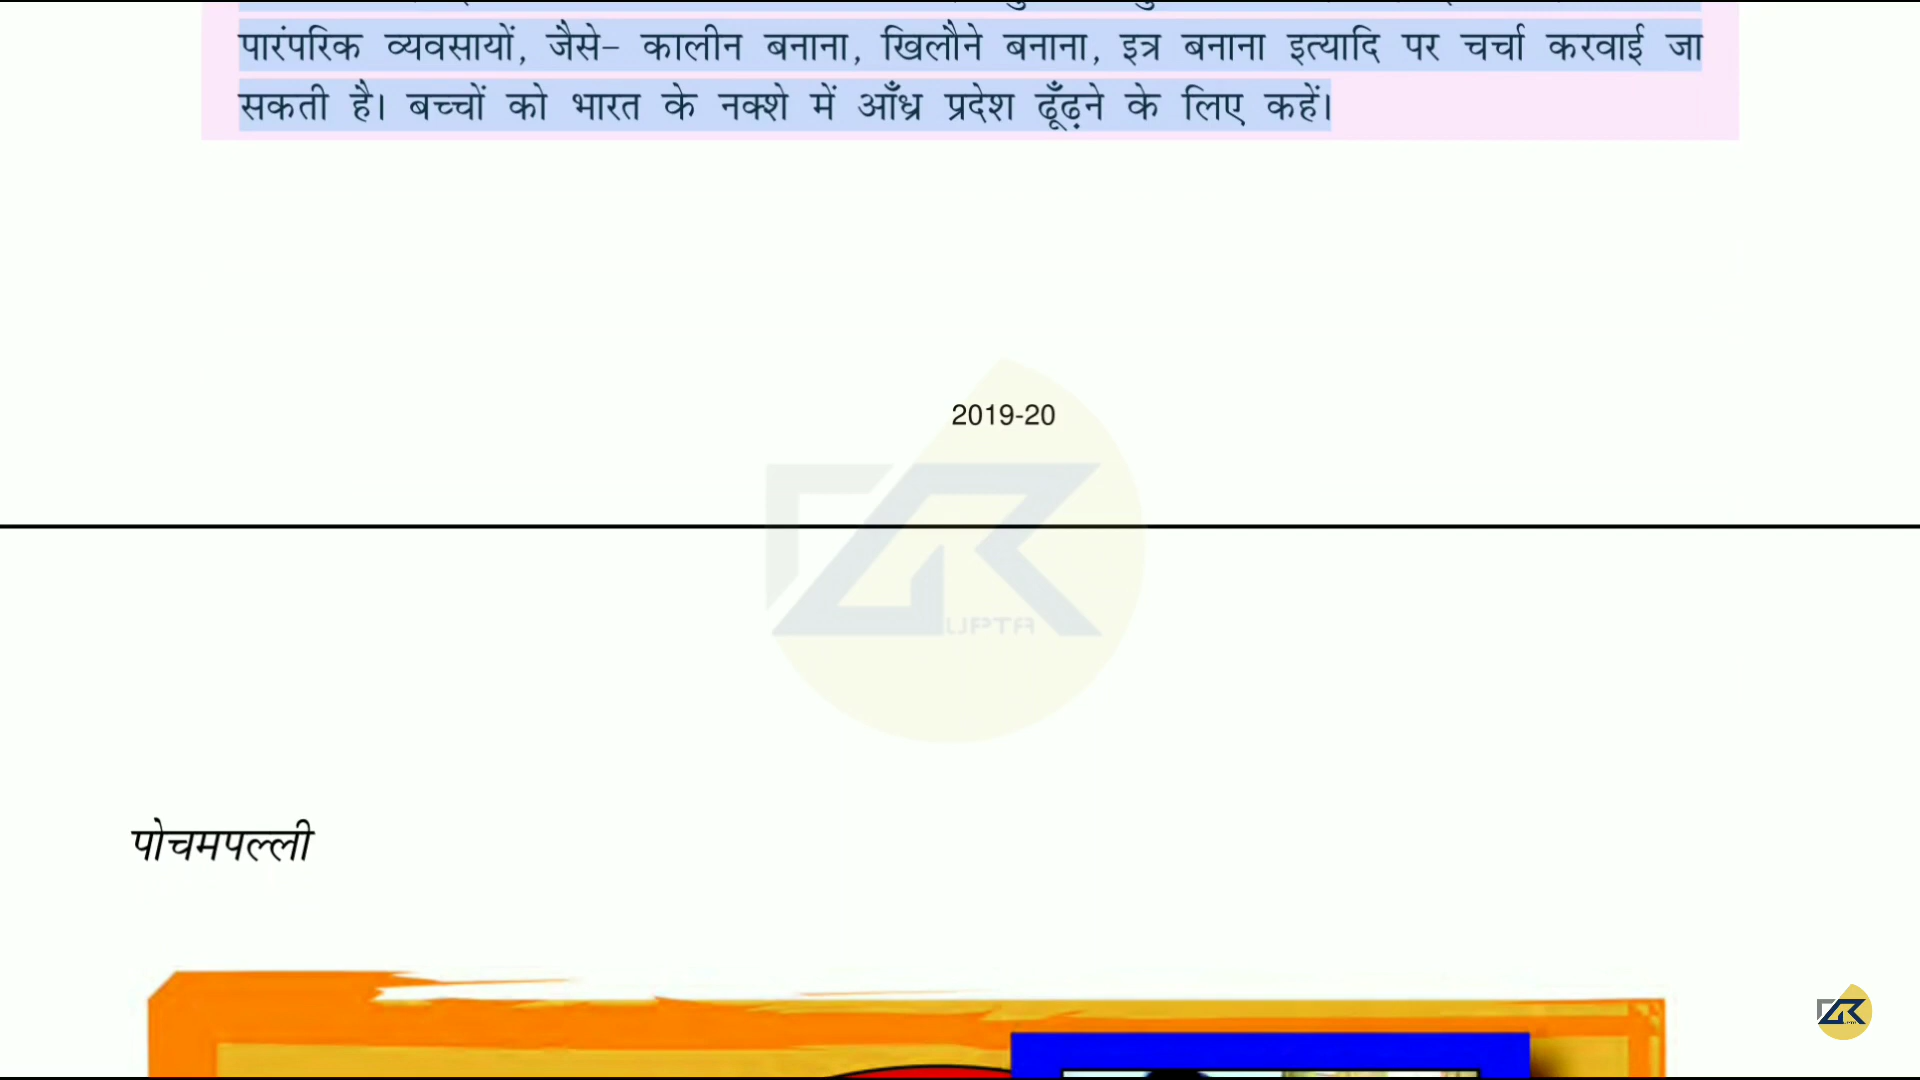 पारंपरिक व्यवसायों, जैसे– कालीन बनाना, खिलौने बनाना, इत्र बनाना इत्यादि पर चर्चा करवाई जा
सकती है। बच्चों को भारत के नक्शे में आँध्र प्रदेश ढूँढ़ने के लिए कहें।
2019-20
पोचमपल्ली